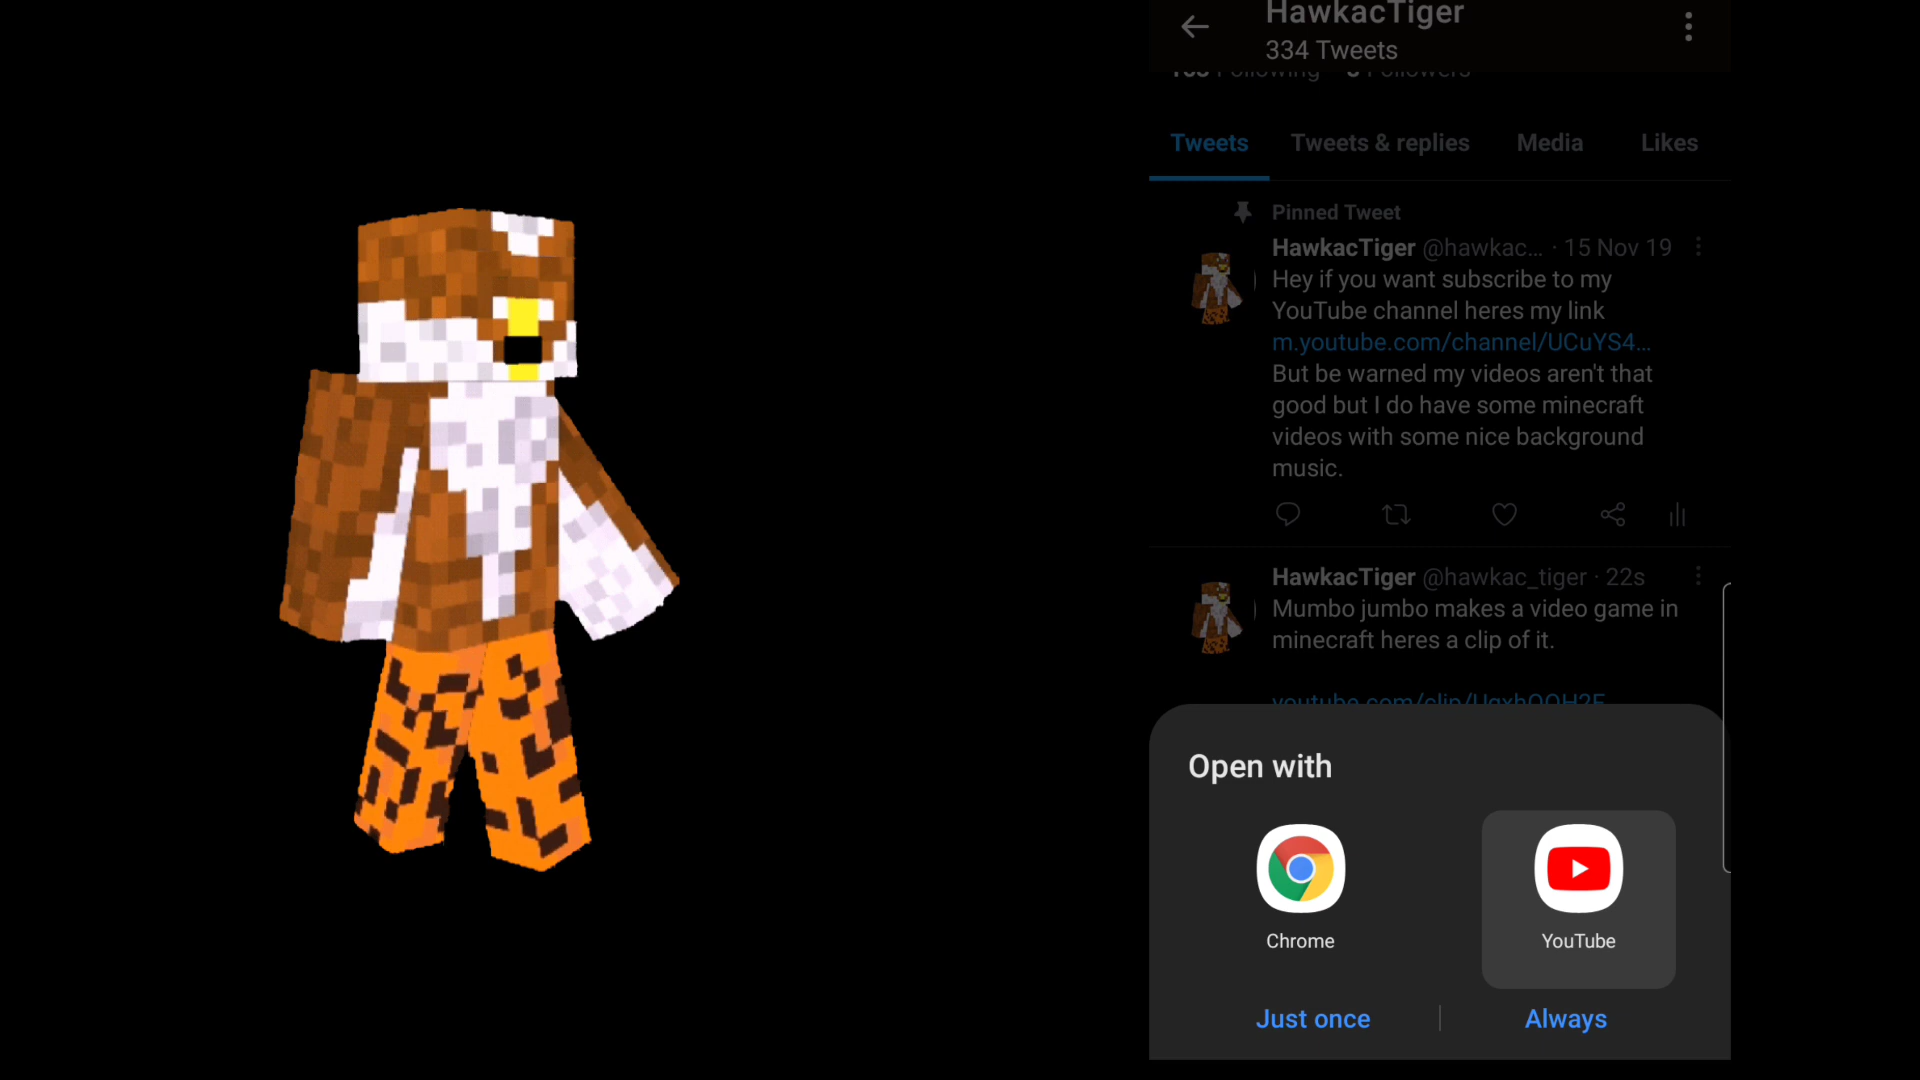 HawkacTiger
334 Tweets
Following Followers
Tweets Tweets & replies Media Likes
Pinned Tweet
HawkacTiger @hawkac... · 15 Nov 19
Hey if you want subscribe to my
YouTube channel heres my link
m.youtube.com/channel/UCuYS4...
But be warned my videos aren't that
good but I do have some minecraft
videos with some nice background
music.
HawkacTiger @hawkac_tiger · 22s
Mumbo jumbo makes a video game in
minecraft heres a clip of it.
Open with
Chrome
YouTube
Just once
Always